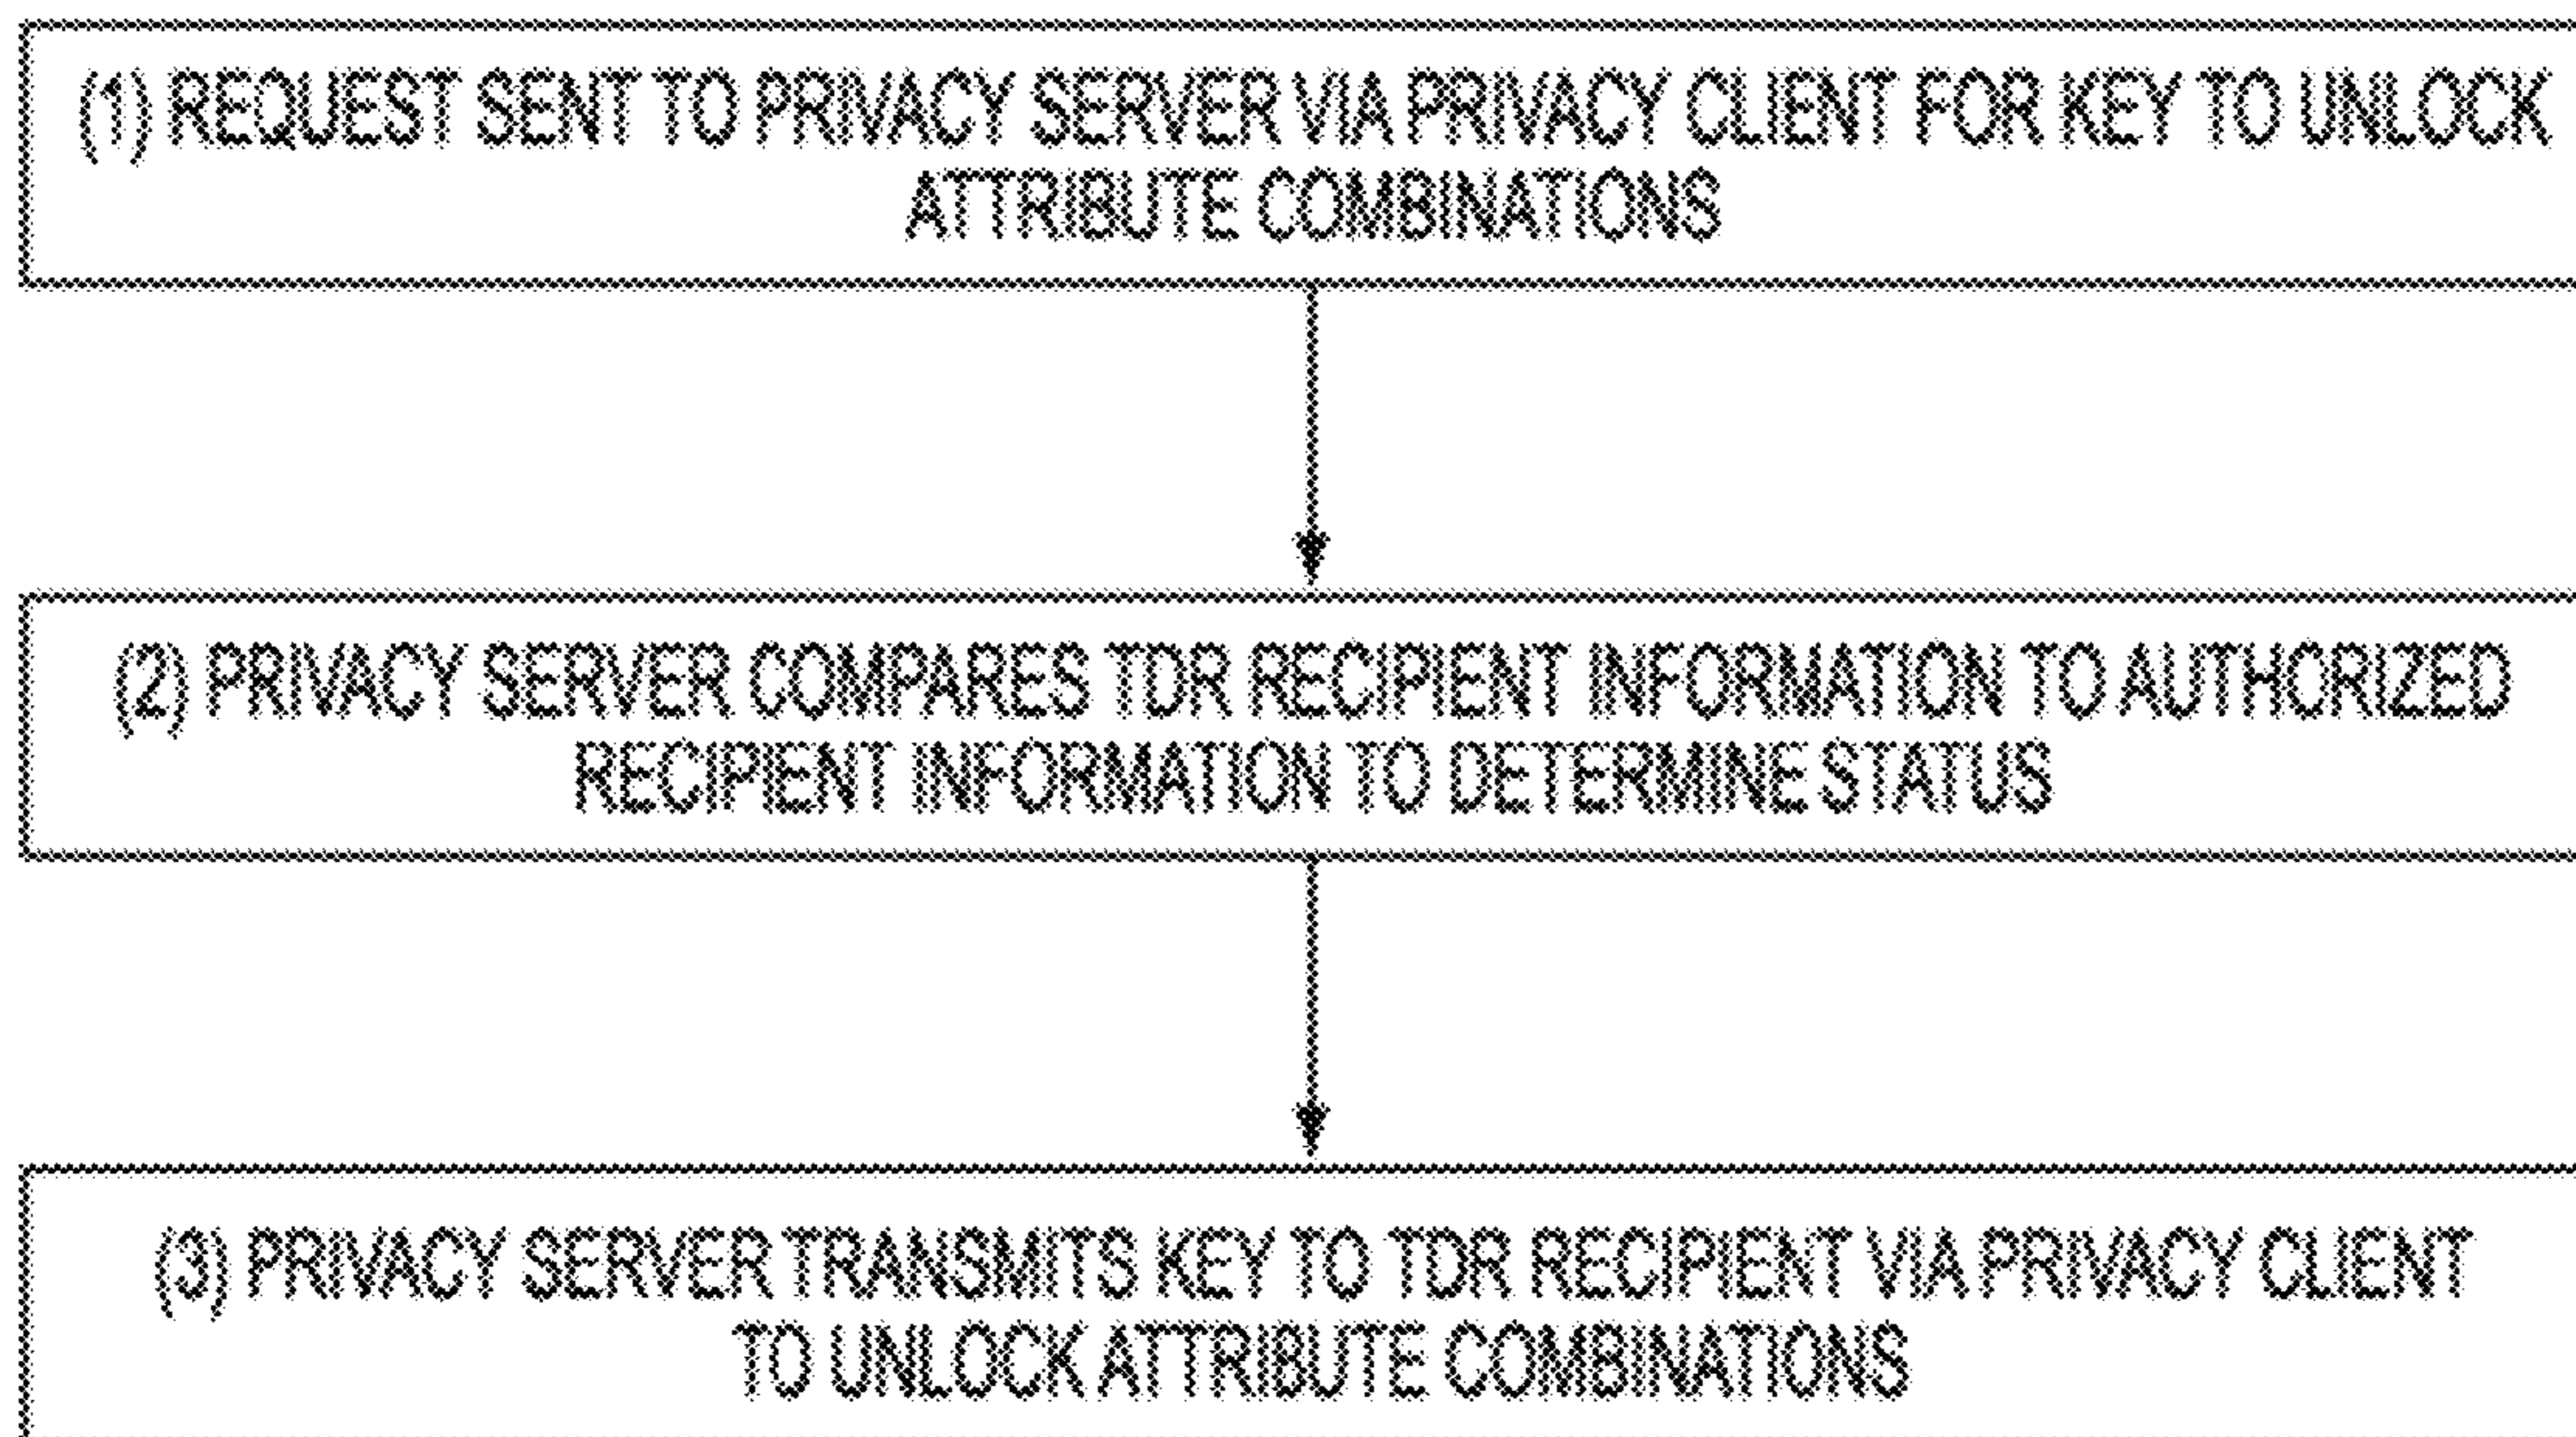 (1) REQUEST SENT TO PRIVACY SERVER VIA PRIVACY CLIENT FOR KEY TO UNLOCK
ATTRIBUTE COMBINATIONS
(2) PRIVACY SERVER COMPARES TDR RECIPIENT INFORMATION TO AUTHORIZED
RECIPIENT INFORMATION TO DETERMINE STATUS
(3) PRIVACY SERVER TRANSMITS KEY TO TDR RECIPIENT VIA PRIVACY CLIENT
TO UNLOCK ATTRIBUTE COMBINATIONS